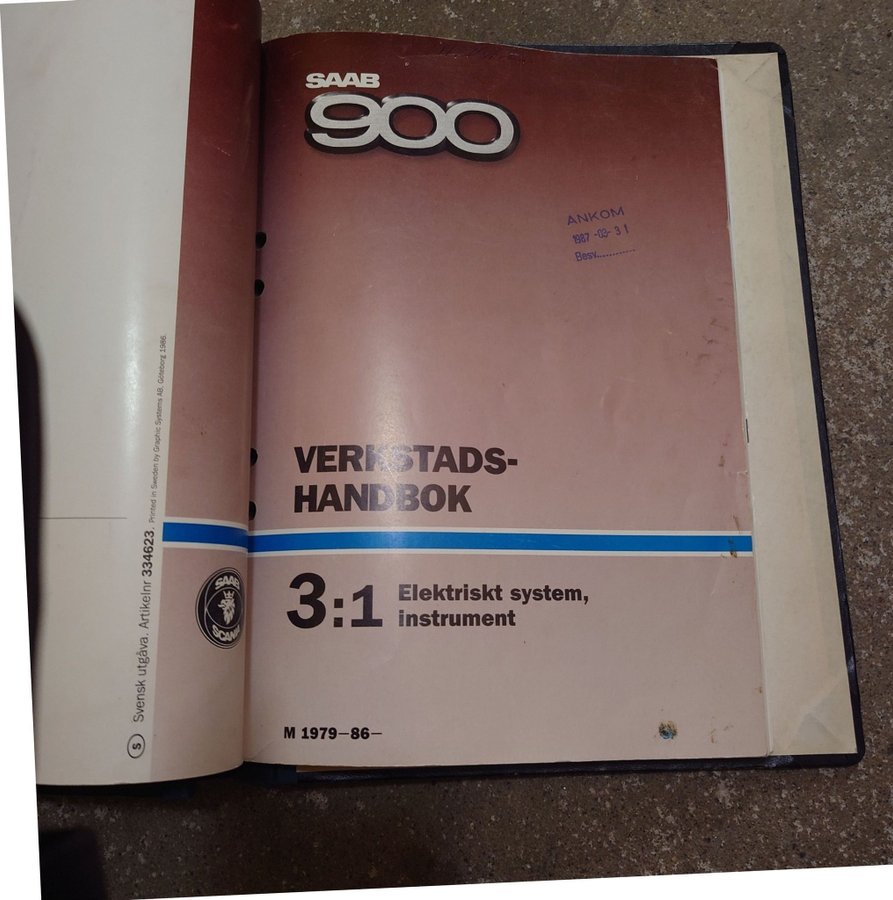 SAAB
900
ANKOM
1987-03-31
Besv............
VERKSTADS-
HANDBOK
3:1 Elektriskt system,
instrument
M 1979—86—
SAAB
SCANIA
S Svensk utgåva. Artikelnr 334623. Printed in Sweden by Graphic Systems AB, Göteborg 1986.